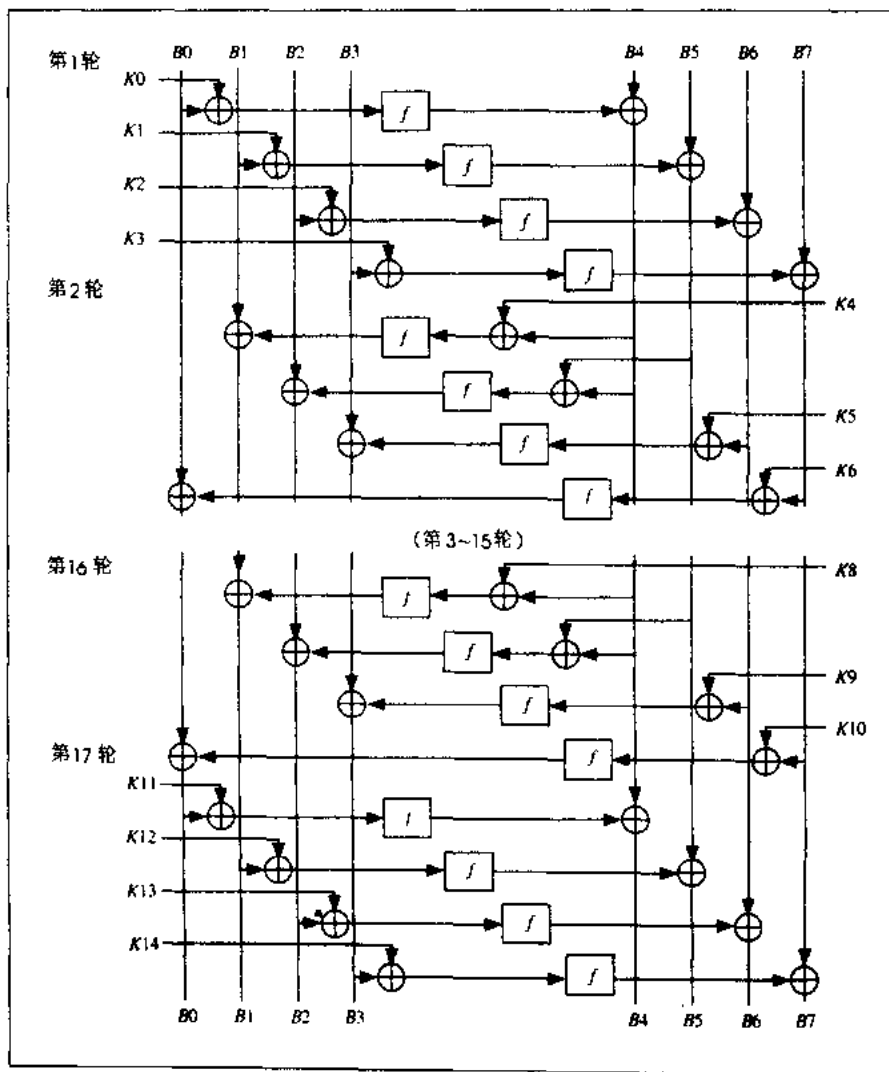 第1轮
B0 B1 B2 B3 B4 B5 B6 B7
K0
f
K1
f
K2
f
K3
f
第2轮
K4
f
f
K5
f
K6
f
(第3~15轮)
第16轮
K8
f
f
K9
f
K10
第17轮
f
K11
f
K12
f
K13
f
K14
f
B0 B1 B2 B3 B4 B5 B6 B7